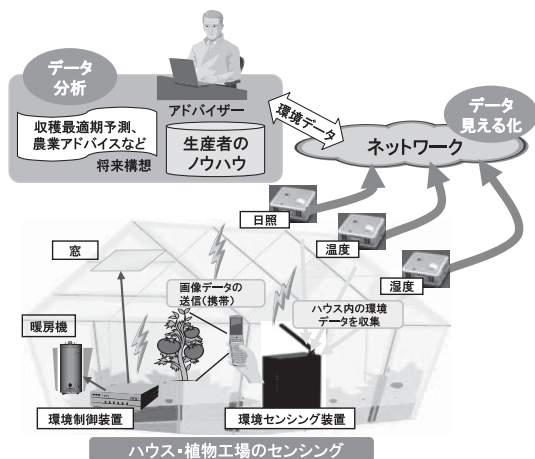 データ
分析
アドバイザー
収穫最適期予測、
農業アドバイスなど
将来構想
生産者の
ノウハウ
環境データ
データ
見える化
ネットワーク
日照
温度
湿度
窓
画像データの
送信(携帯)
ハウス内の環境
データを収集
暖房機
環境制御装置
環境センシング装置
ハウス・植物工場のセンシング